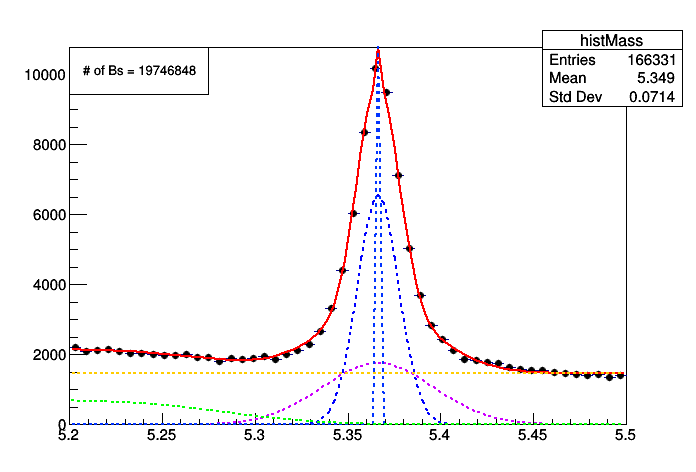 histMass
Entries 166331
Mean 5.349
Std Dev 0.0714
# of Bs = 19746848
10000
8000
6000
4000
2000
0
5.2 5.25 5.3 5.35 5.4 5.45 5.5